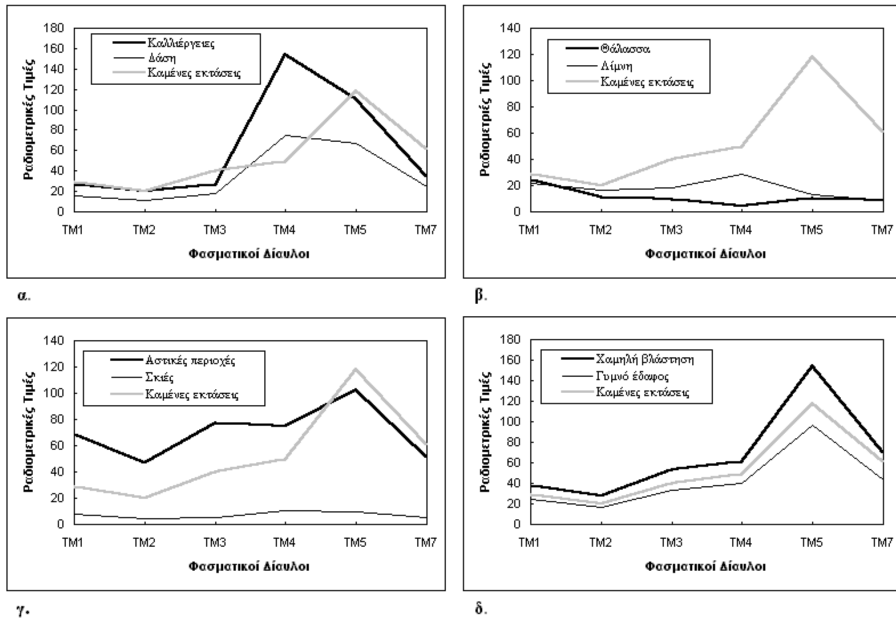 180
160
140
120
100
80
60
40
20
0
Ραδιομετρικές Τιμές
Καλλιέργειες
Δάση
Καμένες εκτάσεις
TM1 TM2 TM3 TM4 TM5 TM7
Φασματικοί Δίαυλοι
α.
140
120
100
80
60
40
20
0
Ραδιομετριές Τιμές
Θάλασσα
Λίμνη
Καμένες εκτάσεις
TM1 TM2 TM3 TM4 TM5 TM7
Φασματικοί Δίαυλοι
β.
140
120
100
80
60
40
20
0
Ραδιομετρικές Τιμές
Αστικές περιοχές
Σκιές
Καμένες εκτάσεις
TM1 TM2 TM3 TM4 TM5 TM7
Φασματικοί Δίαυλοι
γ.
180
160
140
120
100
80
60
40
20
0
Ραδιομετρικές Τιμές
Χαμηλή βλάστηση
Γυμνό έδαφος
Καμένες εκτάσεις
TM1 TM2 TM3 TM4 TM5 TM7
Φασματικοί Δίαυλοι
δ.